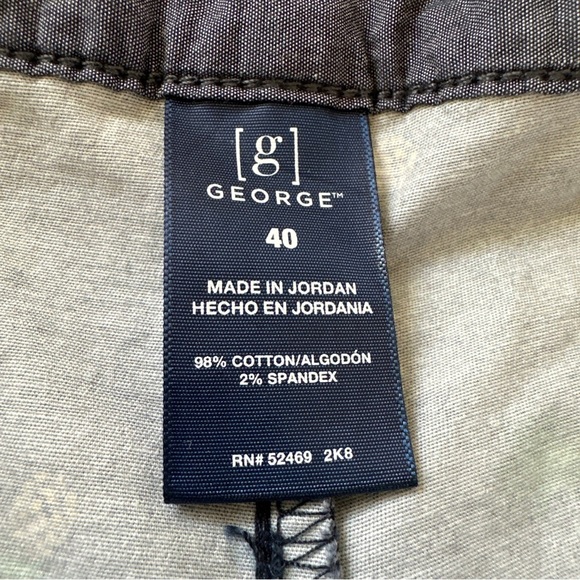 [g]
GEORGE™
40
MADE IN JORDAN
HECHO EN JORDANIA
98% COTTON/ALGODÓN
2% SPANDEX
RN# 52469 2K8